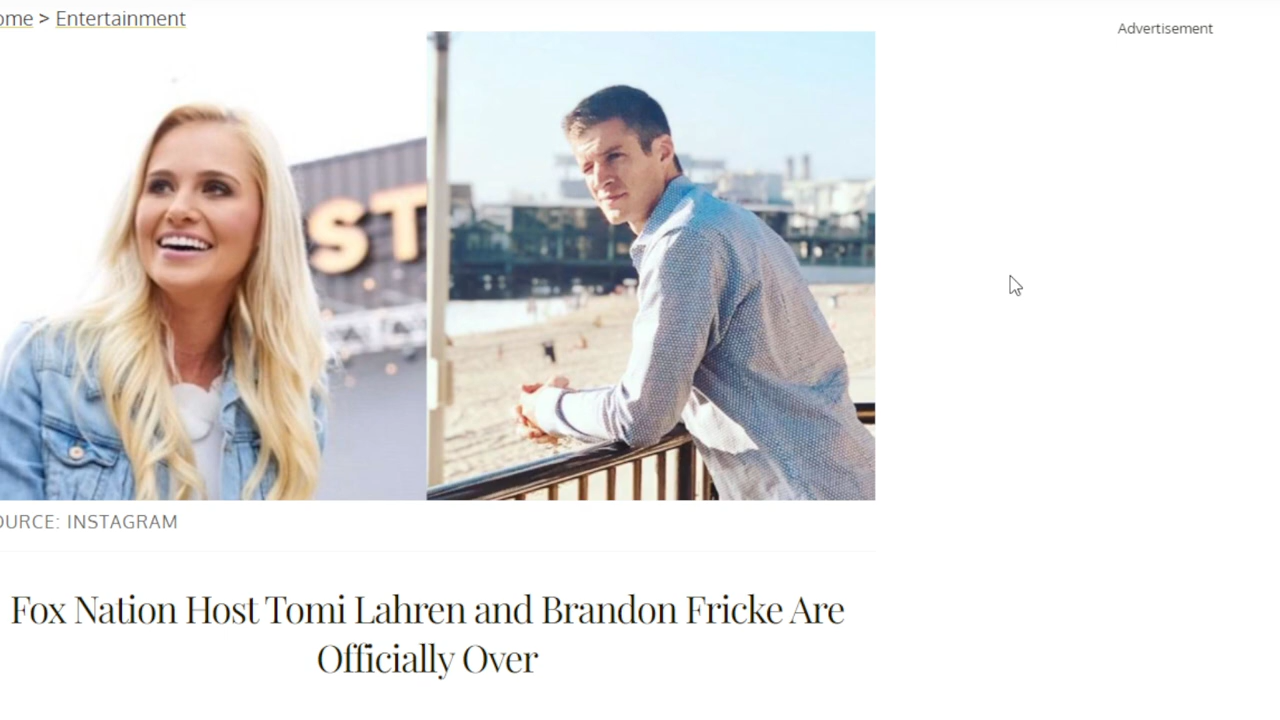 ome > Entertainment
Advertisement
ST
OURCE: INSTAGRAM
Fox Nation Host Tomi Lahren and Brandon Fricke Are
Officially Over